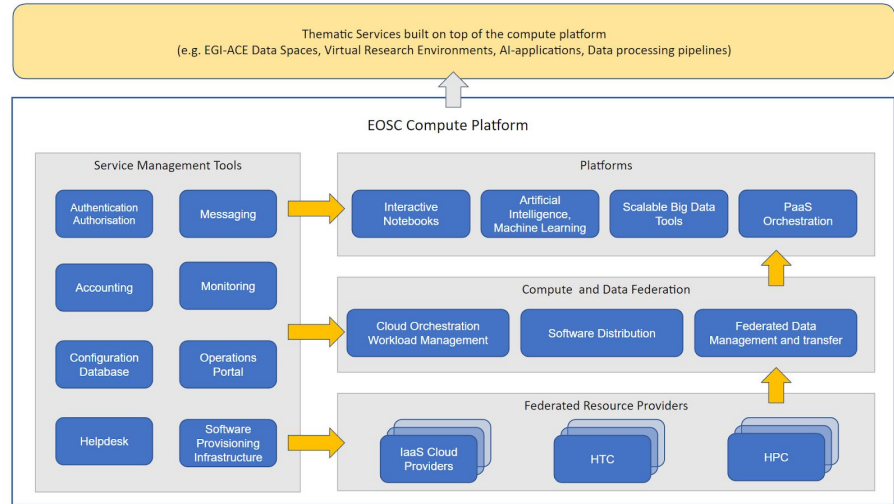 Thematic Services built on top of the compute platform
(e.g. EGI-ACE Data Spaces, Virtual Research Environments, AI-applications, Data processing pipelines)
EOSC Compute Platform
Service Management Tools
Authentication
Authorisation
Messaging
Accounting
Monitoring
Configuration
Database
Operations
Portal
Helpdesk
Software
Provisioning
Infrastructure
Platforms
Interactive
Notebooks
Artificial
Intelligence,
Machine Learning
Scalable Big Data
Tools
PaaS
Orchestration
Compute and Data Federation
Cloud Orchestration
Workload Management
Software Distribution
Federated Data
Management and transfer
Federated Resource Providers
IaaS Cloud
Providers
HTC
HPC